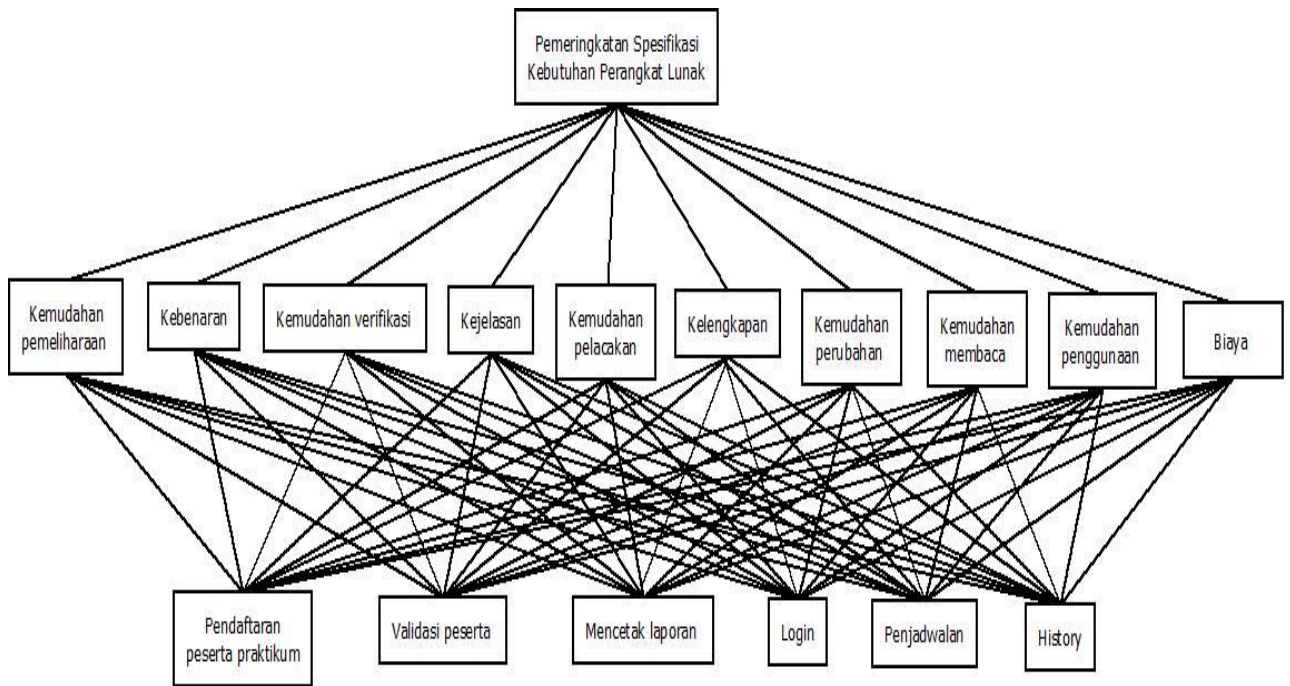 Pemeringkatan Spesifikasi
Kebutuhan Perangkat Lunak
Kemudahan
pemeliharaan
Kebenaran
Kemudahan verifikasi
Kejelasan
Kemudahan
pelacakan
Kelengkapan
Kemudahan
perubahan
Kemudahan
membaca
Kemudahan
penggunaan
Biaya
Pendaftaran
peserta praktikum
Validasi peserta
Mencetak laporan
Login
Penjadwalan
History